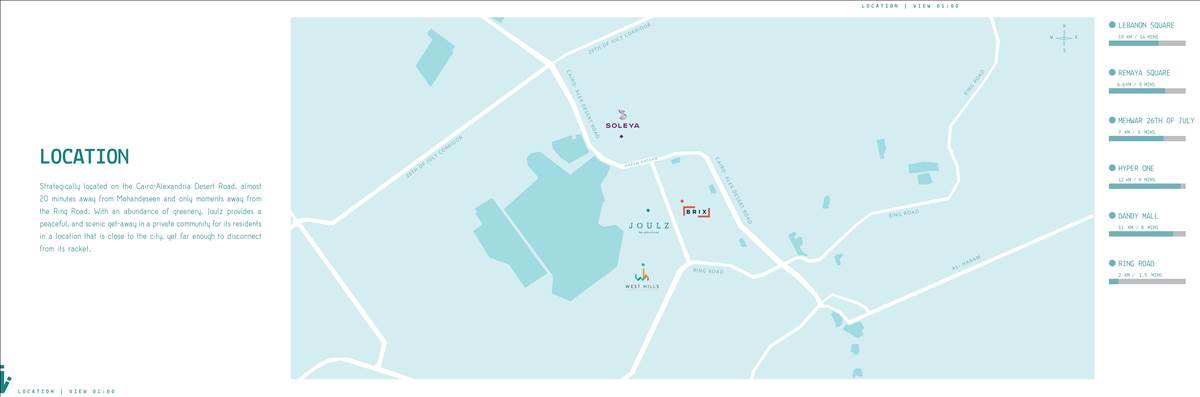 LOCATION | VIEW 01:00
LOCATION
Strategically located on the Cairo-Alexandria Desert Road, almost
20 minutes away from Mohandeseen and only moments away from
the Ring Road. With an abundance of greenery, Joulz provides a
peaceful, and scenic get-away in a private community for its residents
in a location that is close to the city, yet far enough to disconnect
from its racket.
26TH OF JULY CORRIDOR
26TH OF JULY CORRIDOR
CAIRO- ALEX DESERT ROAD
SOLEYA
CAIRO- ALEX DESERT ROAD
BRIX
JOULZ
WEST HILLS
RING ROAD
RING ROAD
RING ROAD
AL- HARAM
N
W
E
S
LEBANON SQUARE
19 KM / 16 MINS
REMAYA SQUARE
6.6KM / 5 MINS
MEHWAR 26TH OF JULY
7 KM / 5 MINS
HYPER ONE
12 KM / 9 MINS
DANDY MALL
11 KM / 8 MINS
RING ROAD
2 KM / 1.5 MINS
LOCATION | VIEW 01:00